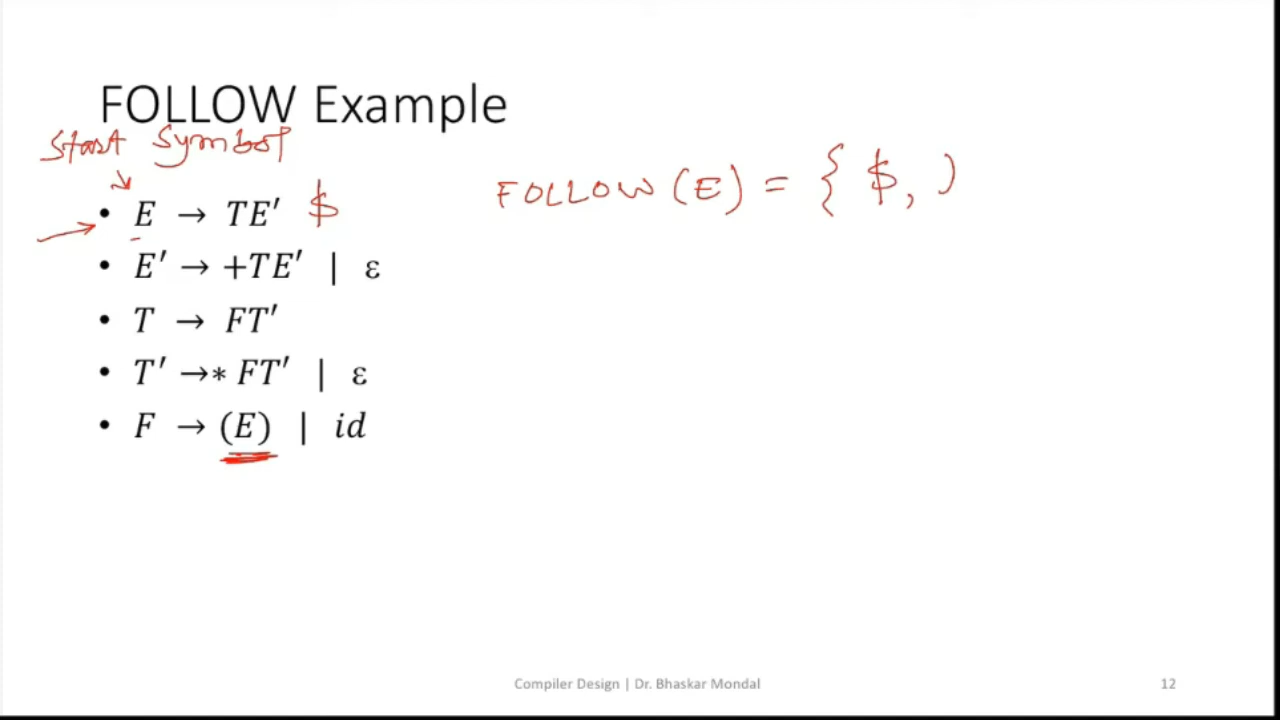 FOLLOW Example
Start Symbol
• E → TE′ $
FOLLOW (E) = { $, )
• E′ → +TE′ | ε
• T → FT′
• T′ →∗ FT′ | ε
• F → (E) | id
Compiler Design | Dr. Bhaskar Mondal
12